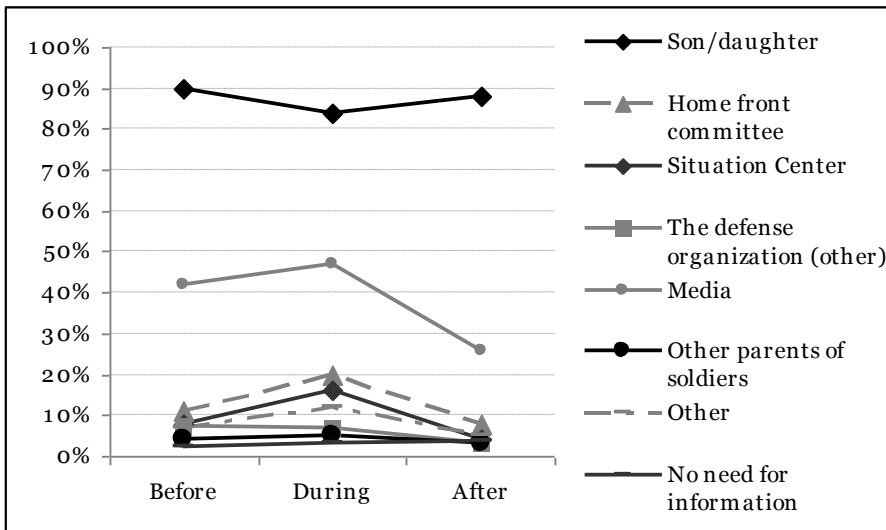 100%
90%
80%
70%
60%
50%
40%
30%
20%
10%
0%
Before During After
Son/daughter
Home front
committee
Situation Center
The defense
organization (other)
Media
Other parents of
soldiers
Other
No need for
information